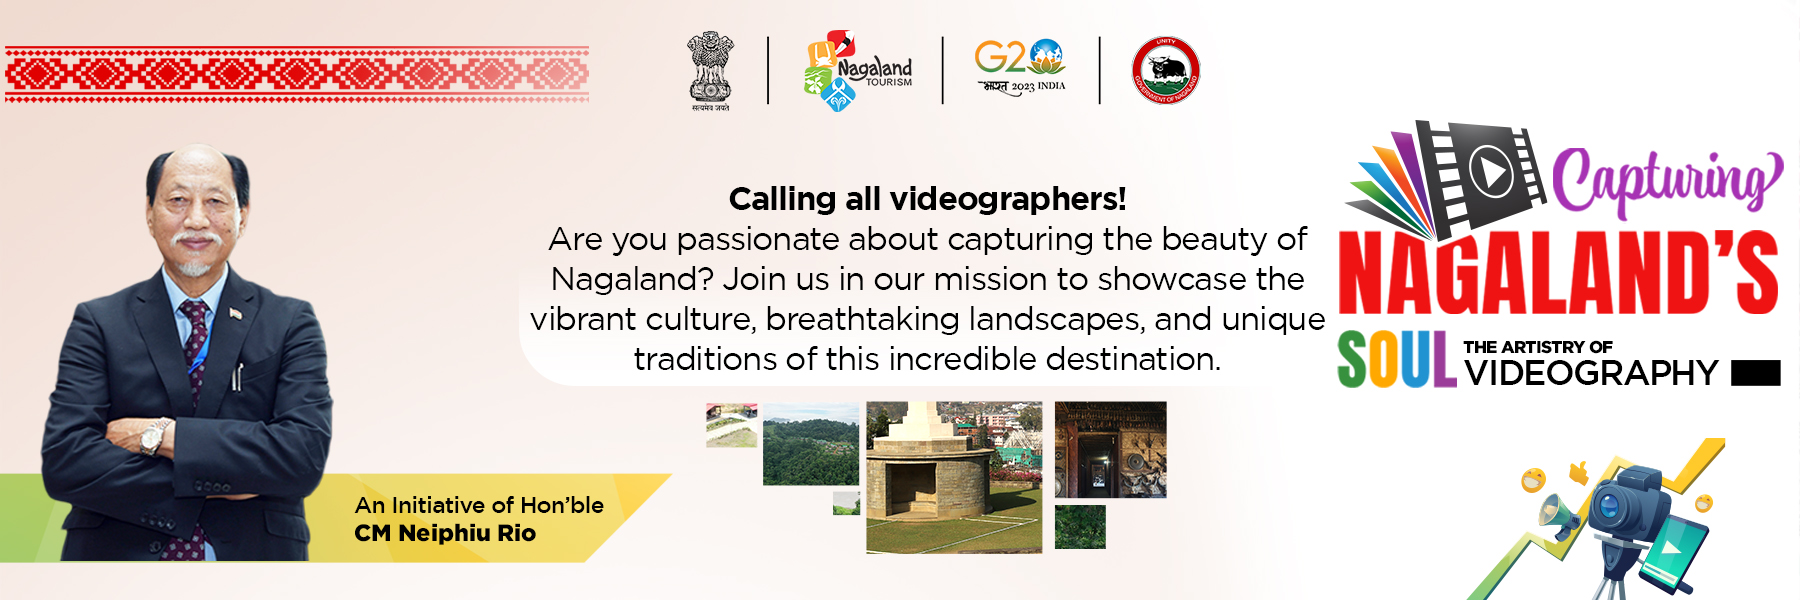 सत्यमेव जयते
Nagaland
TOURISM
G20
भारत 2023 INDIA
UNITY
GOVERNMENT OF NAGALAND
Calling all videographers!
Are you passionate about capturing the beauty of
Nagaland? Join us in our mission to showcase the
vibrant culture, breathtaking landscapes, and unique
traditions of this incredible destination.
Capturing
NAGALAND'S
SOUL
THE ARTISTRY OF
VIDEOGRAPHY
An Initiative of Hon'ble
CM Neiphiu Rio